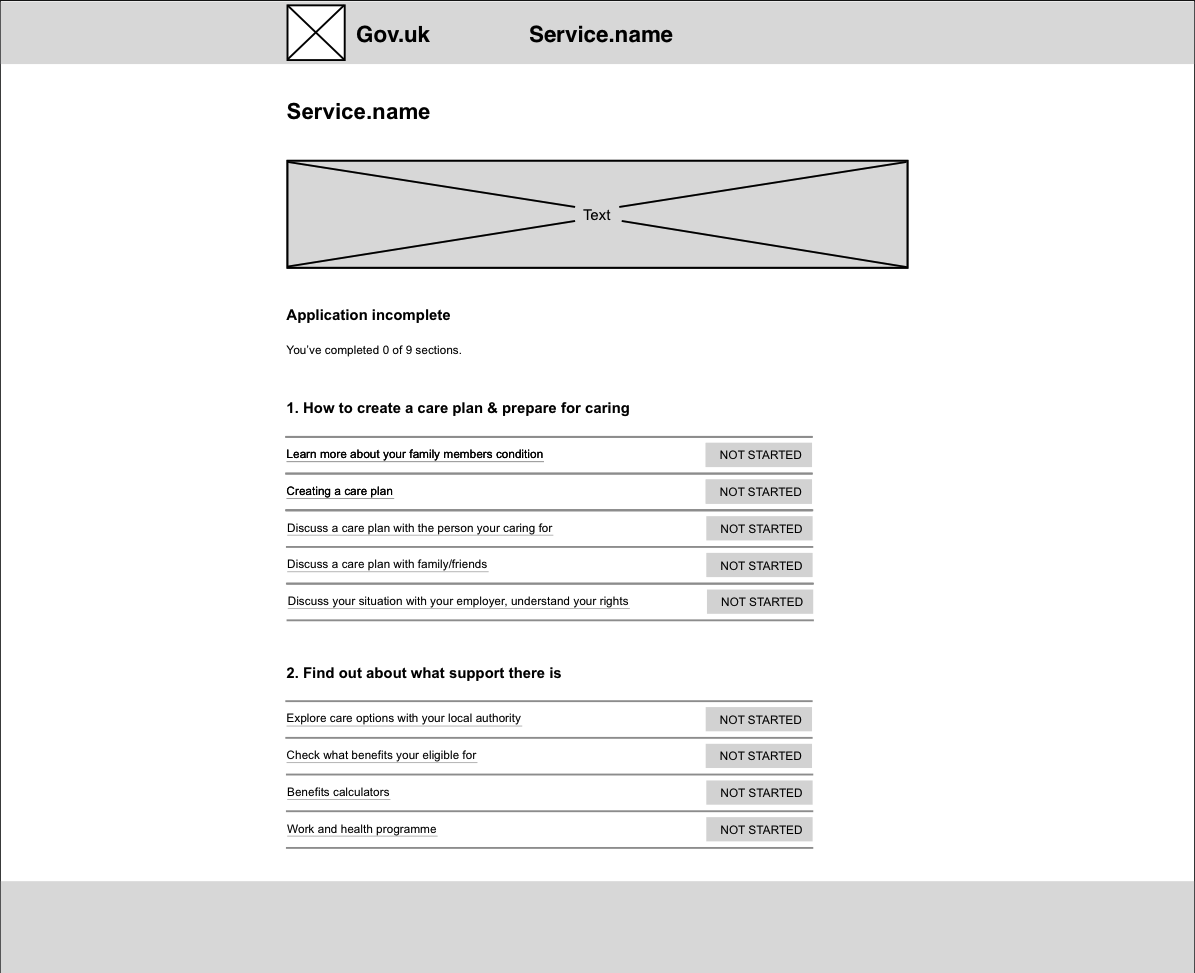 Gov.uk Service.name
Service.name
Text
Application incomplete
You've completed 0 of 9 sections.
1. How to create a care plan & prepare for caring
Learn more about your family members condition NOT STARTED
Creating a care plan NOT STARTED
Discuss a care plan with the person your caring for NOT STARTED
Discuss a care plan with family/friends NOT STARTED
Discuss your situation with your employer, understand your rights NOT STARTED
2. Find out about what support there is
Explore care options with your local authority NOT STARTED
Check what benefits your eligible for NOT STARTED
Benefits calculators NOT STARTED
Work and health programme NOT STARTED